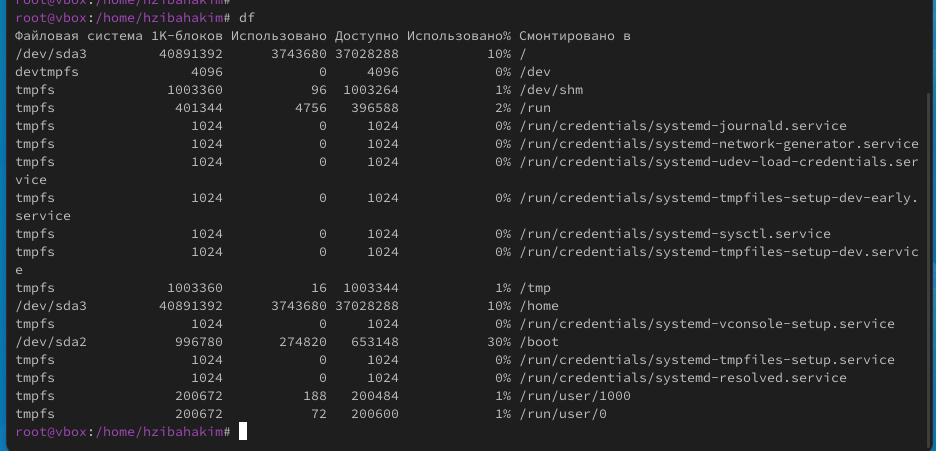 root@vbox:/home/hzibahakim#
root@vbox:/home/hzibahakim# df
Файловая система 1K-блоков Использовано Доступно Использовано% Смонтировано в
/dev/sda3         40891392      3743680 37028288           10% /
devtmpfs              4096            0     4096            0% /dev
tmpfs              1003360           96  1003264            1% /dev/shm
tmpfs               401344         4756   396588            2% /run
tmpfs                 1024            0     1024            0% /run/credentials/systemd-journald.service
tmpfs                 1024            0     1024            0% /run/credentials/systemd-network-generator.service
tmpfs                 1024            0     1024            0% /run/credentials/systemd-udev-load-credentials.ser
vice
tmpfs                 1024            0     1024            0% /run/credentials/systemd-tmpfiles-setup-dev-early.
service
tmpfs                 1024            0     1024            0% /run/credentials/systemd-sysctl.service
tmpfs                 1024            0     1024            0% /run/credentials/systemd-tmpfiles-setup-dev.servic
e
tmpfs              1003360           16  1003344            1% /tmp
/dev/sda3         40891392      3743680 37028288           10% /home
tmpfs                 1024            0     1024            0% /run/credentials/systemd-vconsole-setup.service
/dev/sda2           996780       274820   653148           30% /boot
tmpfs                 1024            0     1024            0% /run/credentials/systemd-tmpfiles-setup.service
tmpfs                 1024            0     1024            0% /run/credentials/systemd-resolved.service
tmpfs               200672          188   200484            1% /run/user/1000
tmpfs               200672           72   200600            1% /run/user/0
root@vbox:/home/hzibahakim#